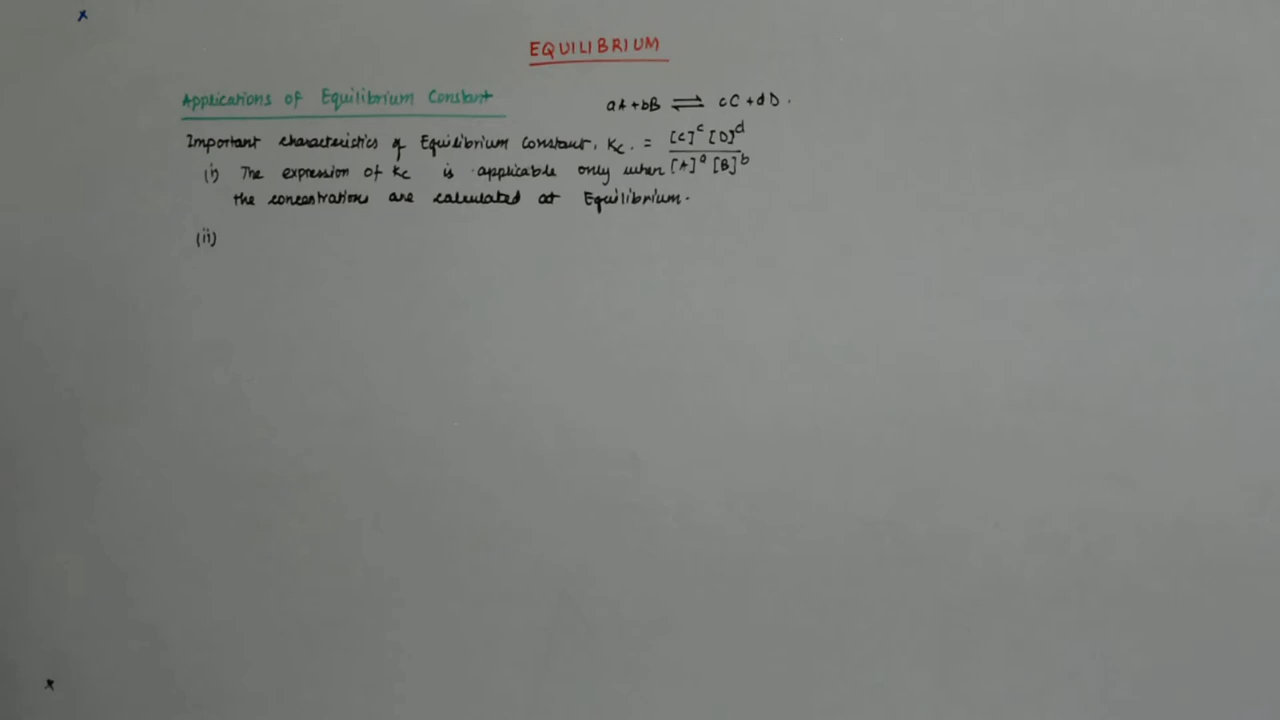 EQUILIBRIUM
Applications of Equilibrium Constant
aA + bB ⇌ cC + dD.
Important characteristics of Equilibrium Constant, Kc. = [C]^c [D]^d / [A]^a [B]^b
(i) The expression of Kc is applicable only when
the concentrations are calculated at Equilibrium.
(ii)